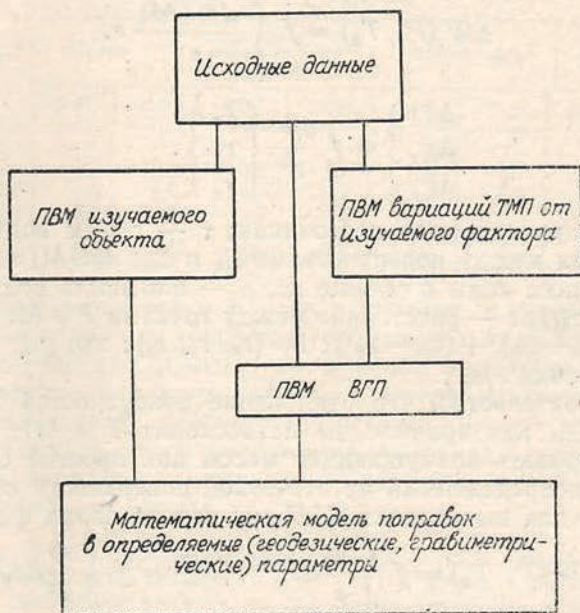 Исходные данные
ПВМ изучаемого
объекта
ПВМ вариаций ТМП от
изучаемого фактора
ПВМ ВГП
Математическая модель поправок
в определяемые (геодезические, гравиметри-
ческие) параметри